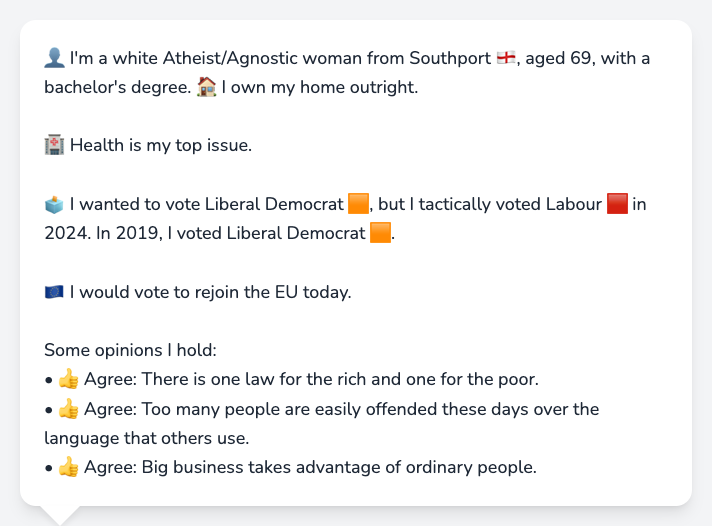 👤 I'm a white Atheist/Agnostic woman from Southport 🏴󠁧󠁢󠁥󠁮󠁧󠁿, aged 69, with a
bachelor's degree. 🏠 I own my home outright.
🏥 Health is my top issue.
🗳️ I wanted to vote Liberal Democrat 🟧, but I tactically voted Labour 🟥 in
2024. In 2019, I voted Liberal Democrat 🟧.
🇪🇺 I would vote to rejoin the EU today.
Some opinions I hold:
• 👍 Agree: There is one law for the rich and one for the poor.
• 👍 Agree: Too many people are easily offended these days over the
language that others use.
• 👍 Agree: Big business takes advantage of ordinary people.